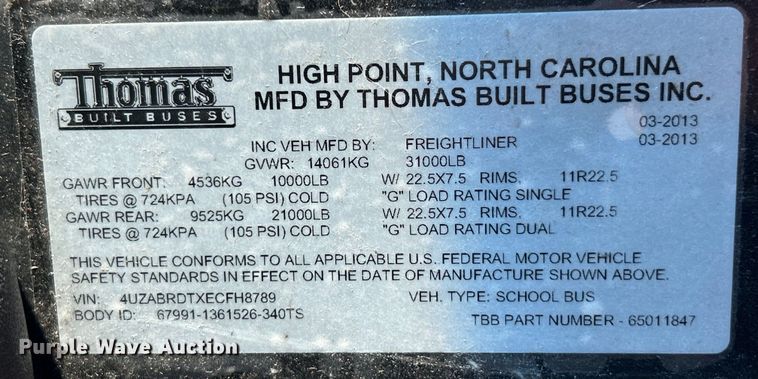 Thomas
BUILT BUSES
HIGH POINT, NORTH CAROLINA
MFD BY THOMAS BUILT BUSES INC.
03-2013
INC VEH MFD BY: FREIGHTLINER 03-2013
GVWR: 14061KG 31000LB
GAWR FRONT: 4536KG 10000LB W/ 22.5X7.5 RIMS, 11R22.5
TIRES @ 724KPA (105 PSI) COLD "G" LOAD RATING SINGLE
GAWR REAR: 9525KG 21000LB W/ 22.5X7.5 RIMS, 11R22.5
TIRES @ 724KPA (105 PSI) COLD "G" LOAD RATING DUAL
THIS VEHICLE CONFORMS TO ALL APPLICABLE U.S. FEDERAL MOTOR VEHICLE
SAFETY STANDARDS IN EFFECT ON THE DATE OF MANUFACTURE SHOWN ABOVE.
VIN: 4UZABRDTXECFH8789 VEH. TYPE: SCHOOL BUS
BODY ID: 67991-1361526-340TS TBB PART NUMBER - 65011847
Purple Wave Auction